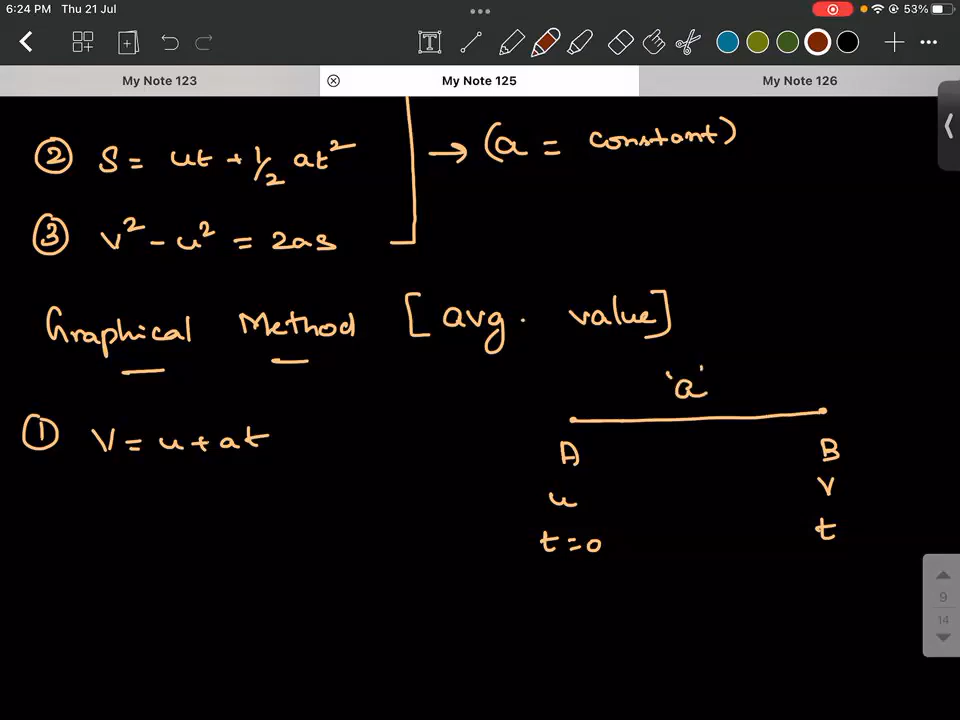 6:24 PM Thu 21 Jul
53%
My Note 123
My Note 125
My Note 126
② S = ut + 1/2 at²
→ (a = constant)
③ v² - u² = 2as
Graphical Method [avg. value]
'a'
① V = u + at
A B
u v
t = 0 t
9
14